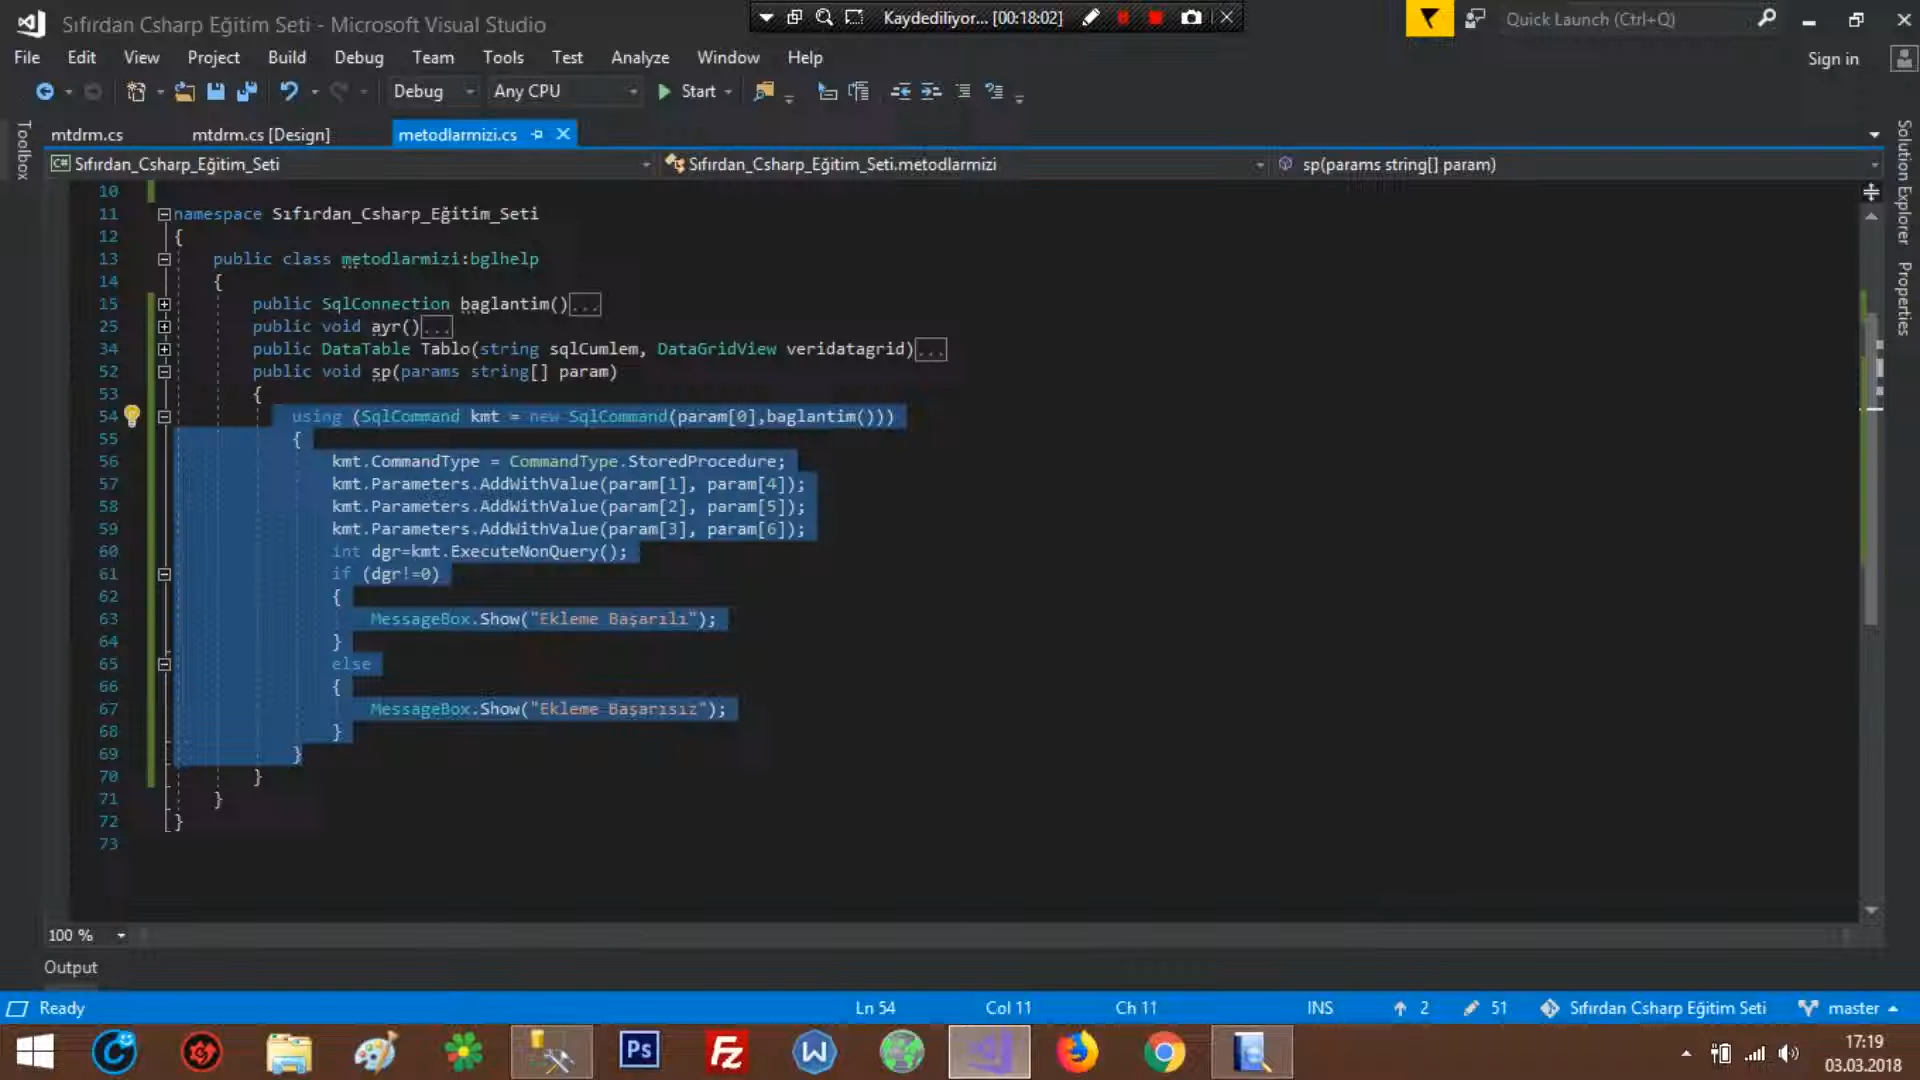 Sıfırdan Csharp Eğitim Seti - Microsoft Visual Studio
Kaydediliyor... [00:18:02]
Quick Launch (Ctrl+Q)
File Edit View Project Build Debug Team Tools Test Analyze Window Help
Sign in
Debug Any CPU Start
Toolbox
mtdrm.cs mtdrm.cs [Design] metodlarmizi.cs
C# Sıfırdan_Csharp_Eğitim_Seti Sıfırdan_Csharp_Eğitim_Seti.metodlarmizi sp(params string[] param)
Solution Explorer
Properties
10
11 namespace Sıfırdan_Csharp_Eğitim_Seti
12 {
13 public class metodlarmizi:bglhelp
14 {
15 public SqlConnection baglantim()...
25 public void ayr()...
34 public DataTable Tablo(string sqlCumlem, DataGridView veridatagrid)...
52 public void sp(params string[] param)
53 {
54 using (SqlCommand kmt = new SqlCommand(param[0],baglantim()))
55 {
56 kmt.CommandType = CommandType.StoredProcedure;
57 kmt.Parameters.AddWithValue(param[1], param[4]);
58 kmt.Parameters.AddWithValue(param[2], param[5]);
59 kmt.Parameters.AddWithValue(param[3], param[6]);
60 int dgr=kmt.ExecuteNonQuery();
61 if (dgr!=0)
62 {
63 MessageBox.Show("Ekleme Başarılı");
64 }
65 else
66 {
67 MessageBox.Show("Ekleme Başarısız");
68 }
69 }
70 }
71 }
72 }
73
100 %
Output
Ready Ln 54 Col 11 Ch 11 INS 2 51 Sıfırdan Csharp Eğitim Seti master
Ps Fz W
17:19
03.03.2018